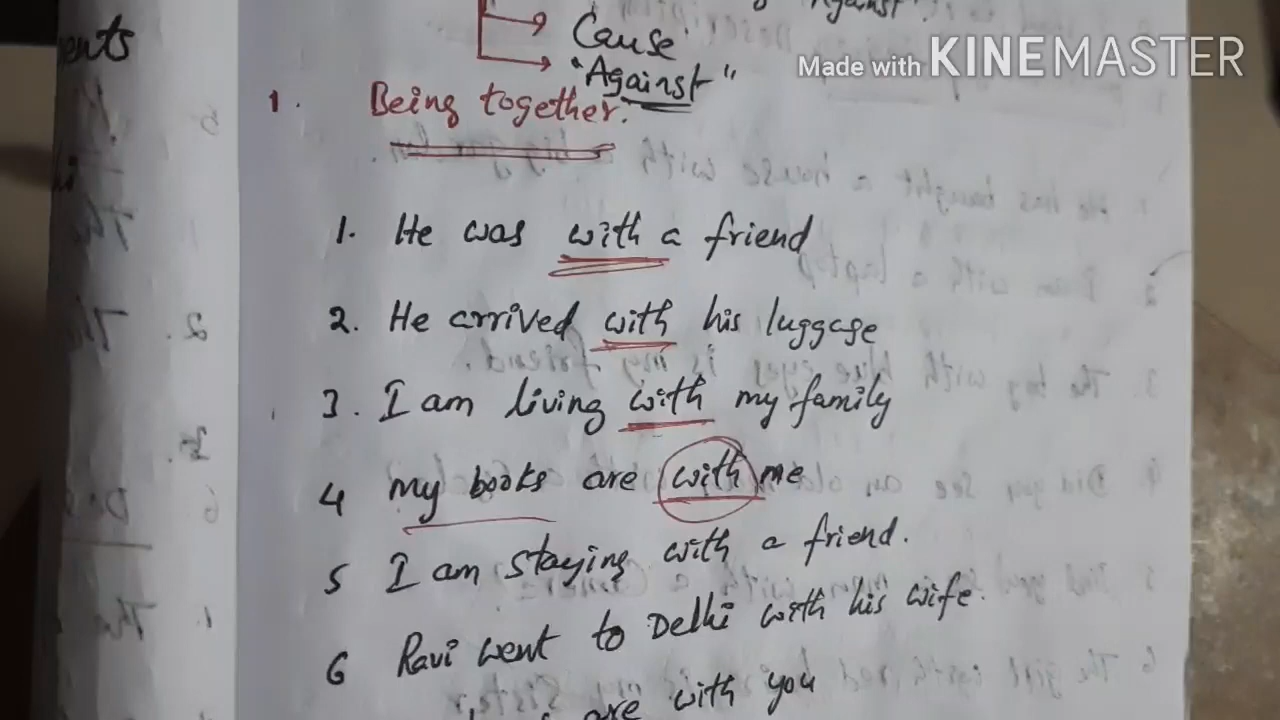 Against".
Made with KINEMASTER
Cause
"Against"
1. Being together.
1. He was with a friend
2. He arrived with his luggage
3. I am living with my family
4 my books are with me
5 I am staying with a friend.
6 Ravi went to Delhi with his wife.
are with you